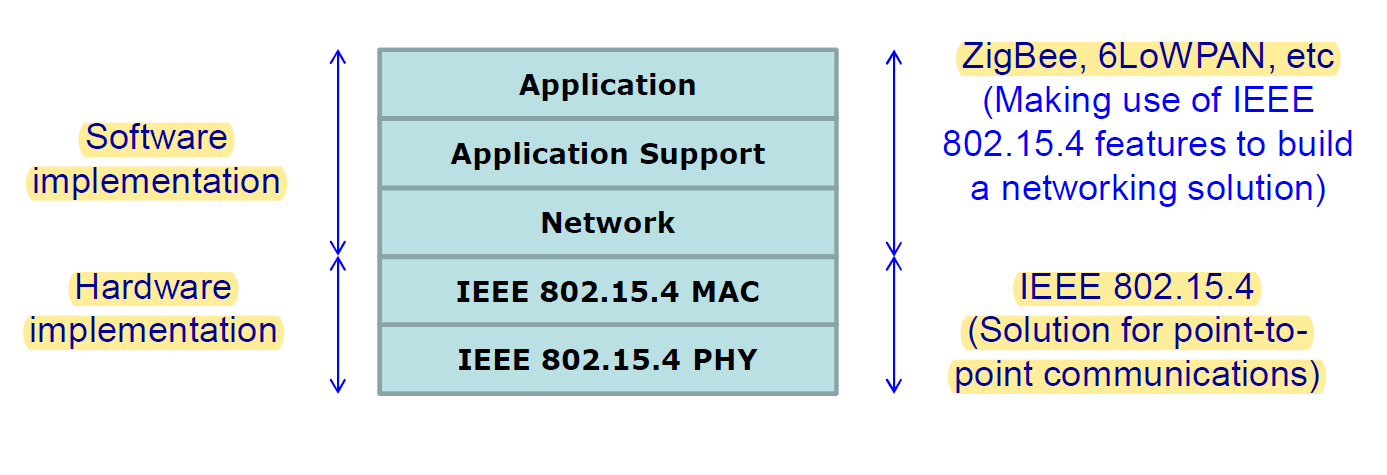 Software
implementation
Hardware
implementation
Application
Application Support
Network
IEEE 802.15.4 MAC
IEEE 802.15.4 PHY
ZigBee, 6LoWPAN, etc
(Making use of IEEE
802.15.4 features to build
a networking solution)
IEEE 802.15.4
(Solution for point-to-
point communications)